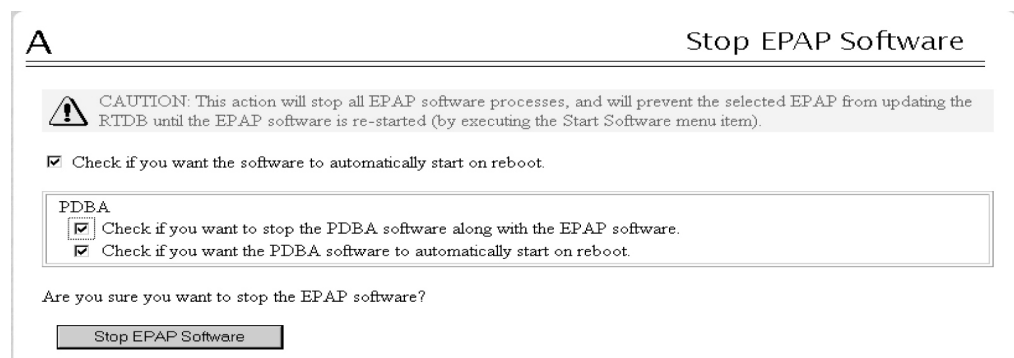 A
Stop EPAP Software
CAUTION: This action will stop all EPAP software processes, and will prevent the selected EPAP from updating the
RTDB until the EPAP software is re-started (by executing the Start Software menu item).
Check if you want the software to automatically start on reboot.
PDBA
Check if you want to stop the PDBA software along with the EPAP software.
Check if you want the PDBA software to automatically start on reboot.
Are you sure you want to stop the EPAP software?
Stop EPAP Software